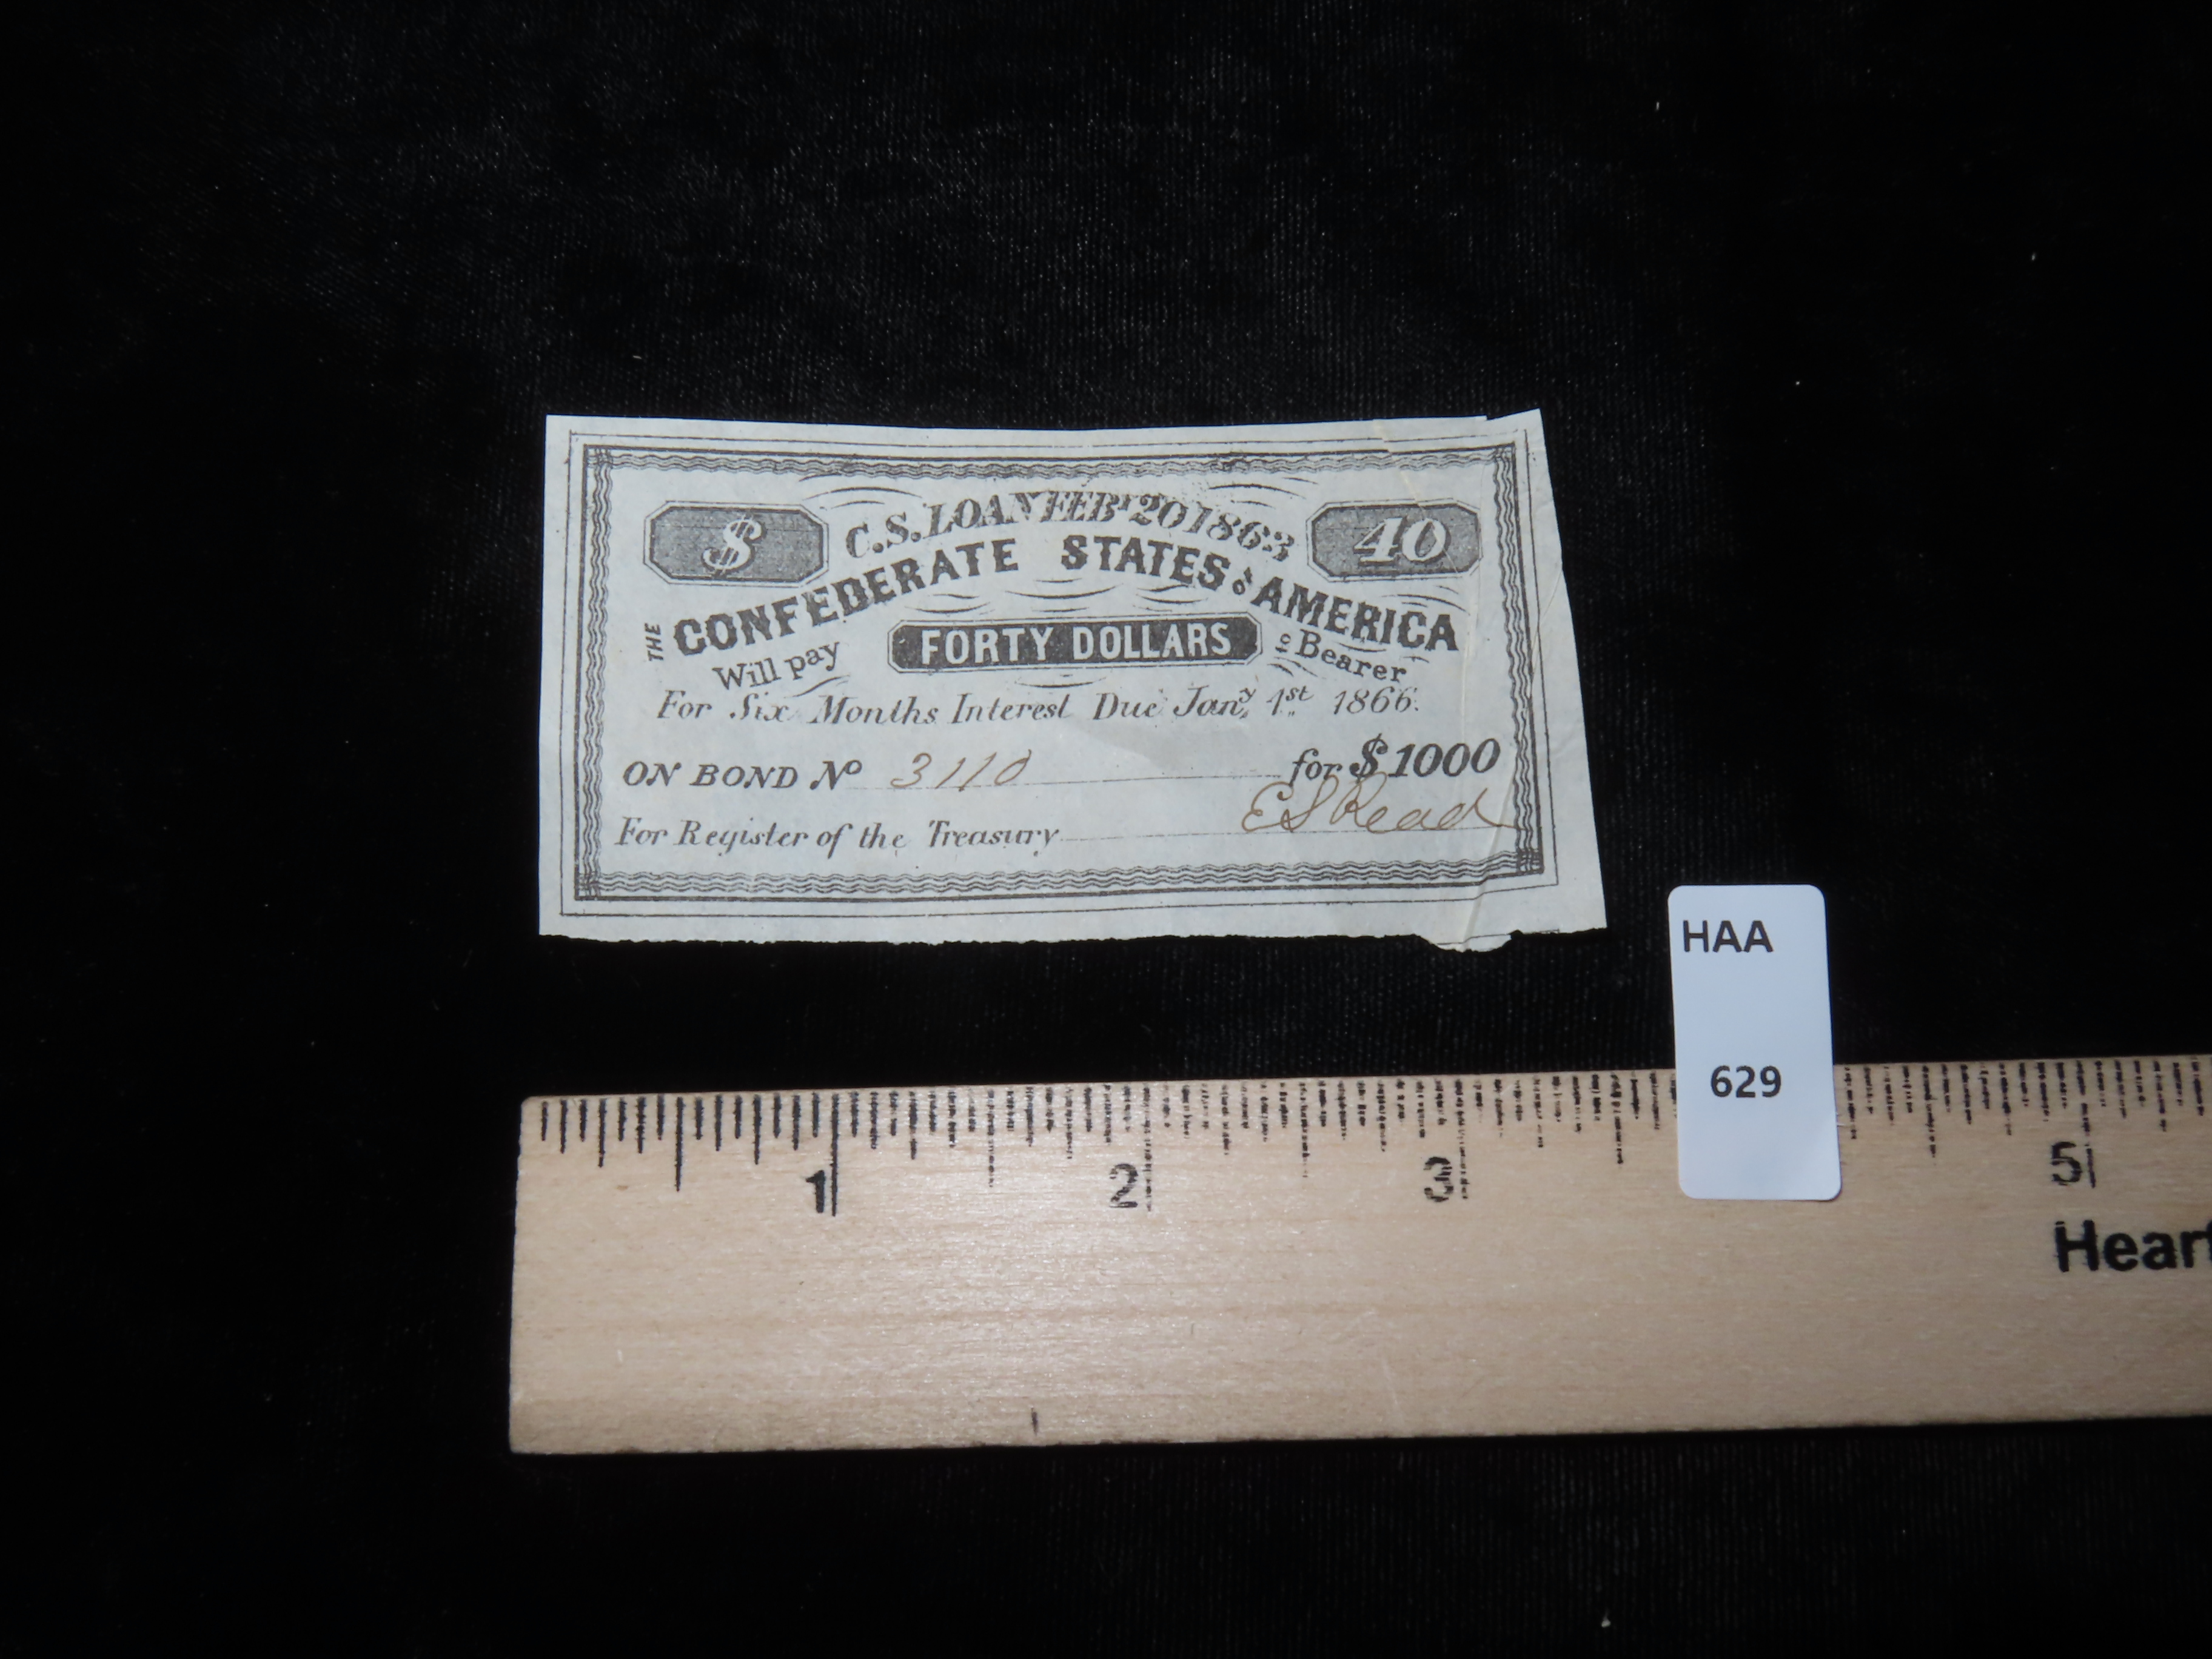 $ C.S. LOAN FEBY 20 1863 40
THE CONFEDERATE STATES OF AMERICA
Will pay FORTY DOLLARS to Bearer
For Six Months Interest Due Jany. 1st 1866.
ON BOND No 3110 for $1000
For Register of the Treasury E S Read
HAA
629
1 2 3 5